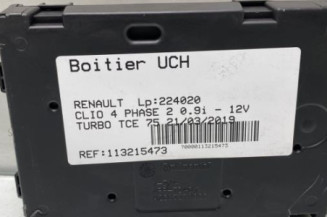 Boitier UCH
RENAULT Lp:224020
CLIO 4 PHASE 2 0.9i - 12V
TURBO TCE 75 21/03/2019
REF:113215473